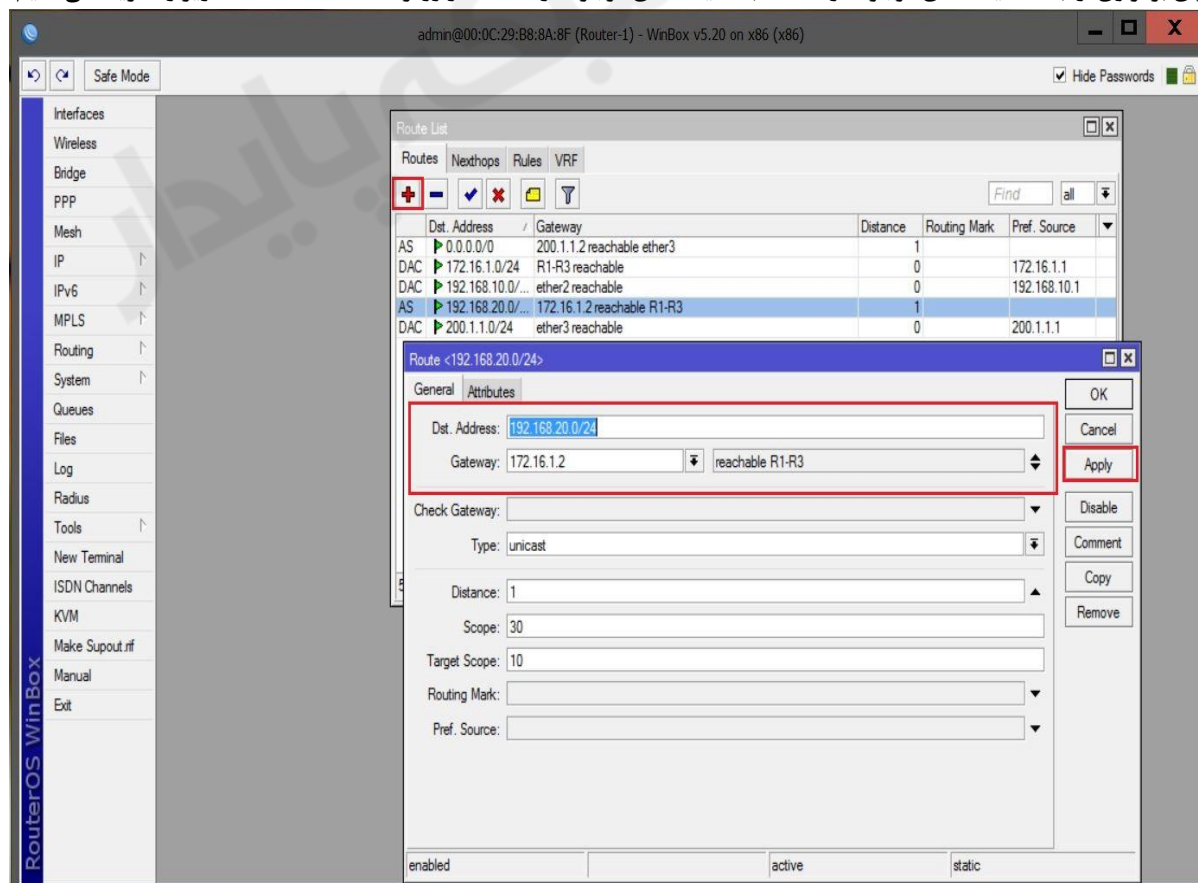 admin@00:0C:29:B8:8A:8F (Router-1) - WinBox v5.20 on x86 (x86)
Safe Mode
Hide Passwords
Interfaces
Wireless
Bridge
PPP
Mesh
IP
IPv6
MPLS
Routing
System
Queues
Files
Log
Radius
Tools
New Terminal
ISDN Channels
KVM
Make Supout.rif
Manual
Exit
RouterOS WinBox
Route List
Routes Nexthops Rules VRF
Find all
Dst. Address / Gateway Distance Routing Mark Pref. Source
AS 0.0.0.0/0 200.1.1.2 reachable ether3 1
DAC 172.16.1.0/24 R1-R3 reachable 0 172.16.1.1
DAC 192.168.10.0/... ether2 reachable 0 192.168.10.1
AS 192.168.20.0/... 172.16.1.2 reachable R1-R3 1
DAC 200.1.1.0/24 ether3 reachable 0 200.1.1.1
5
Route <192.168.20.0/24>
General Attributes
Dst. Address: 192.168.20.0/24
Gateway: 172.16.1.2 reachable R1-R3
Check Gateway:
Type: unicast
Distance: 1
Scope: 30
Target Scope: 10
Routing Mark:
Pref. Source:
OK
Cancel
Apply
Disable
Comment
Copy
Remove
enabled active static
پایدار